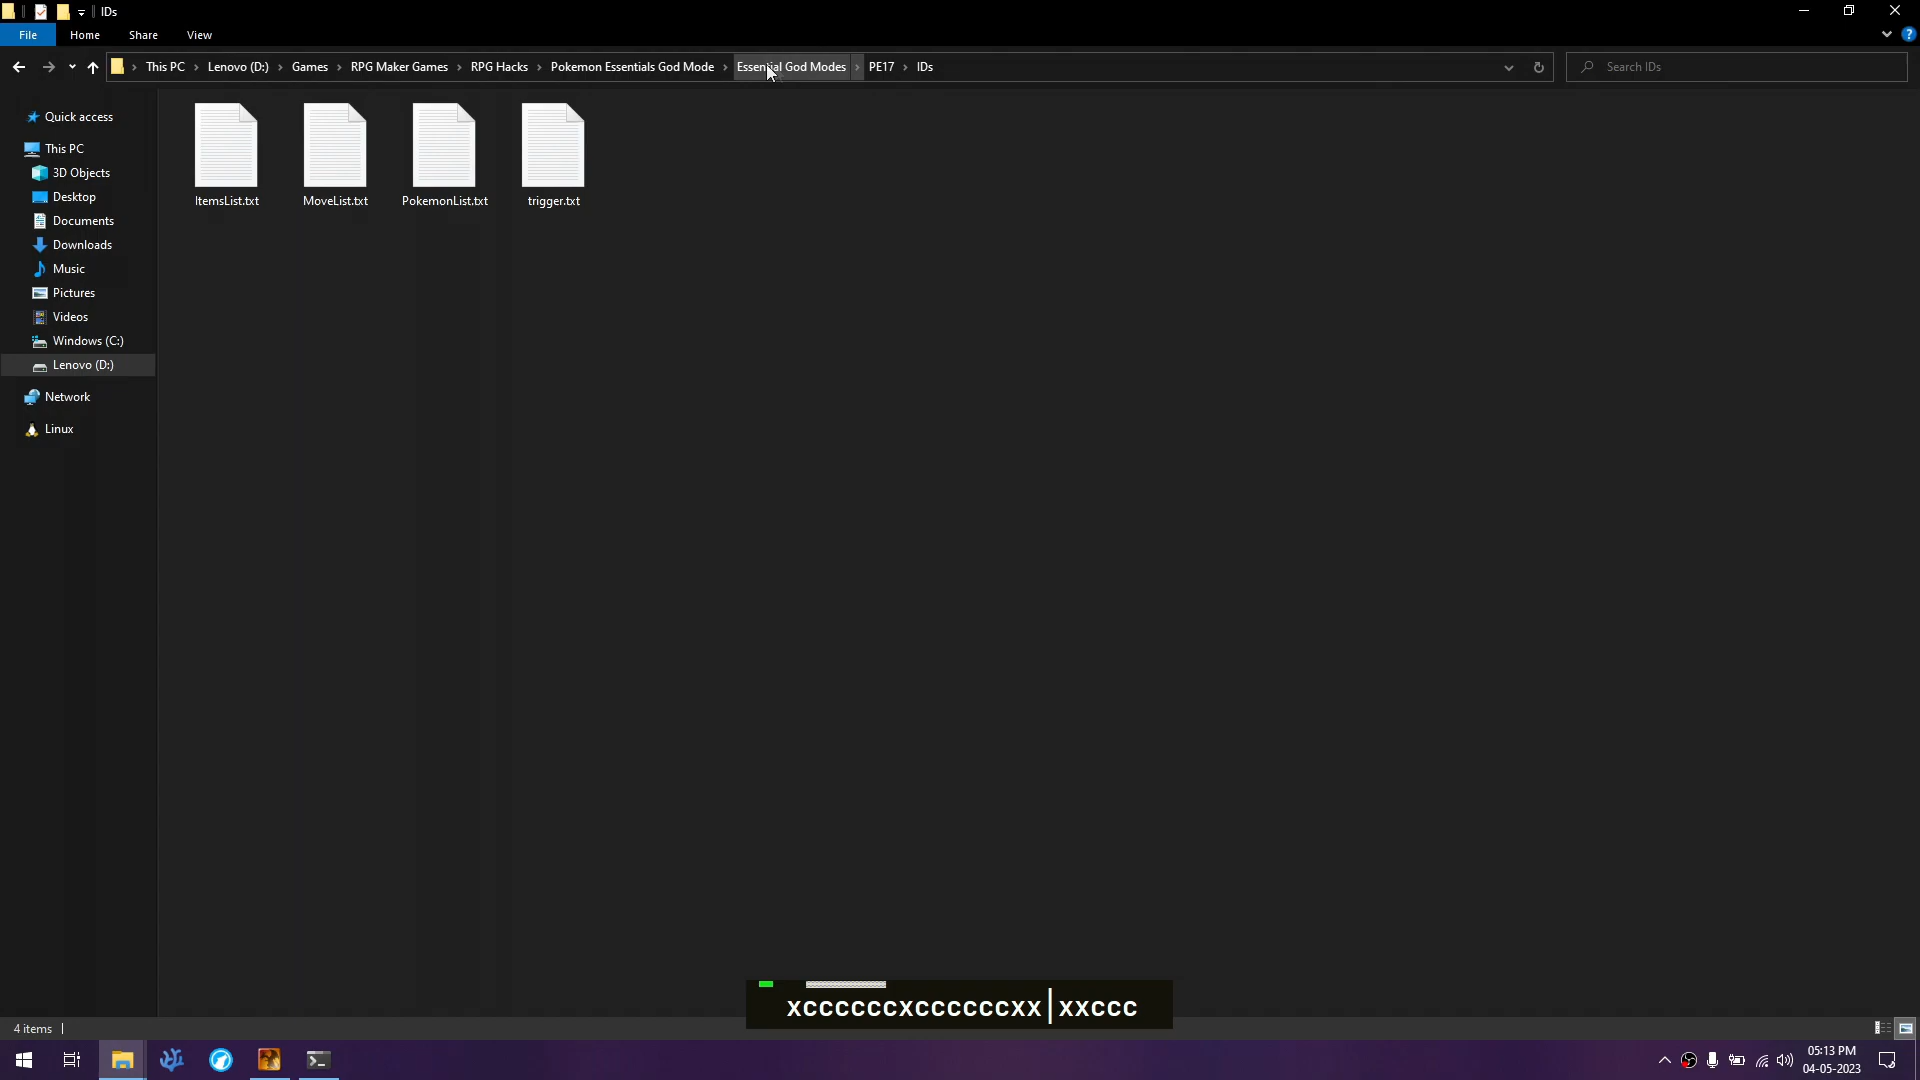 IDs
File Home Share View
This PC Lenovo (D:) Games RPG Maker Games RPG Hacks Pokemon Essentials God Mode Essential God Modes PE17 IDs
Search IDs
Quick access
This PC
3D Objects
Desktop
Documents
Downloads
Music
Pictures
Videos
Windows (C:)
Lenovo (D:)
Network
Linux
ItemsList.txt MoveList.txt PokemonList.txt trigger.txt
xccccccxccccccxx|xxccc
4 items
05:13 PM
04-05-2023